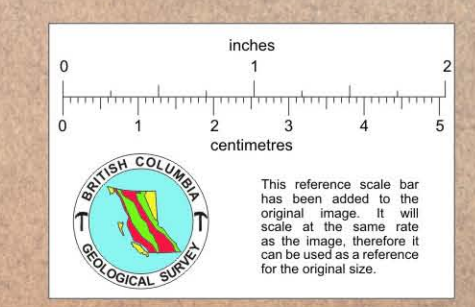 inches
0 1 2
0 1 2 3 4 5
centimetres
BRITISH COLUMBIA
GEOLOGICAL SURVEY
This reference scale bar
has been added to the
original image. It will
scale at the same rate
as the image, therefore it
can be used as a reference
for the original size.